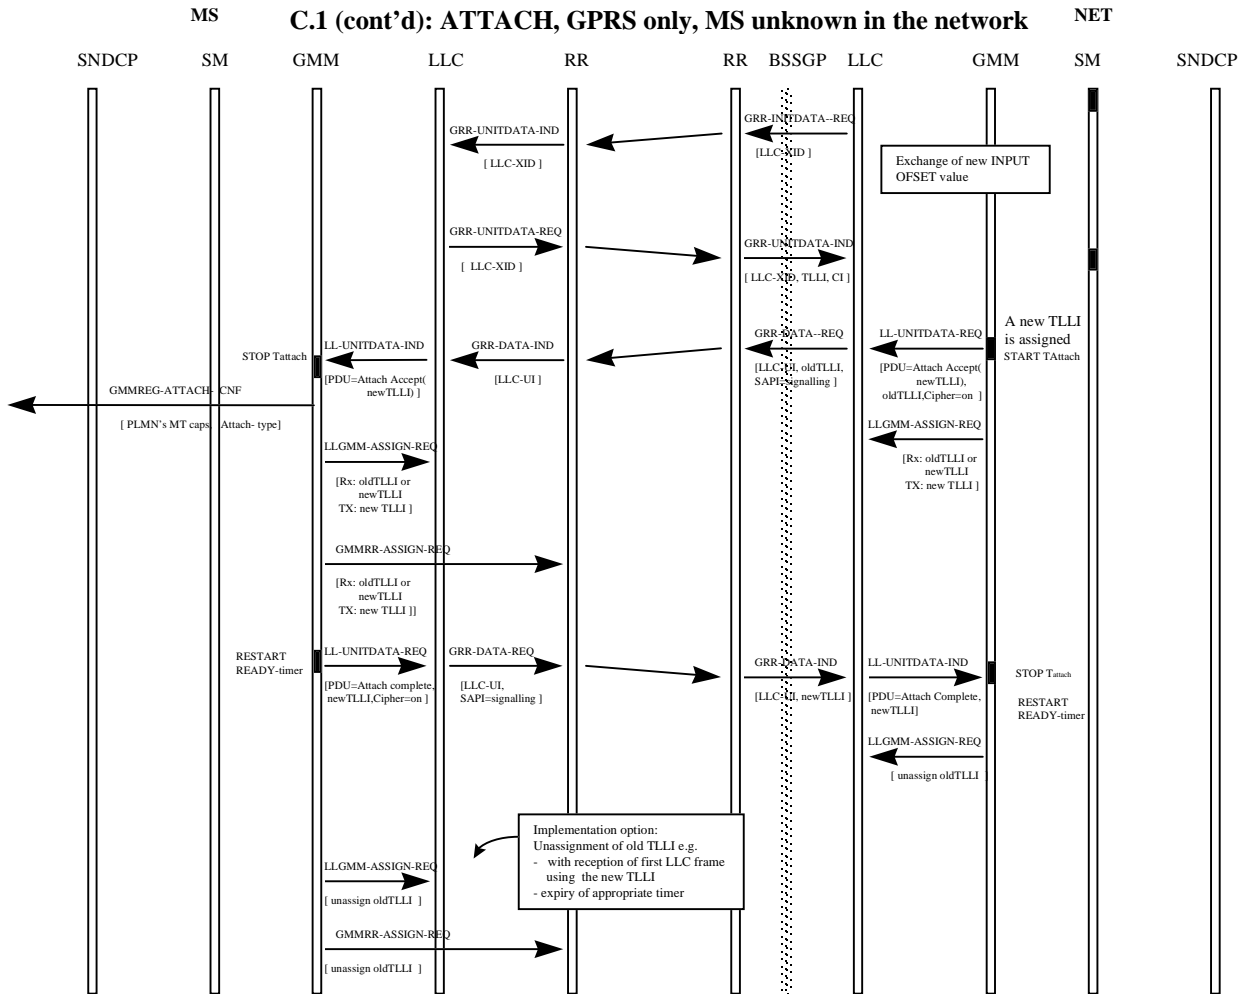 MS
C.1 (cont'd): ATTACH, GPRS only, MS unknown in the network
NET
SNDCP
SM
GMM
LLC
RR
RR
BSSGP
LLC
GMM
SM
SNDCP
GRR-UNITDATA-IND
[ LLC-XID ]
GRR-INITDATA--REQ
[LLC-XID ]
Exchange of new INPUT
OFSET value
GRR-UNITDATA-REQ
[ LLC-XID ]
GRR-UNITDATA-IND
[ LLC-XID, TLLI, CI ]
A new TLLI
is assigned
START TAttach
STOP Tattach
LL-UNITDATA-IND
[PDU=Attach Accept(
newTLLI) ]
GRR-DATA-IND
[LLC-UI ]
GRR-DATA--REQ
[LLC-UI, oldTLLI,
SAPI=signalling ]
LL-UNITDATA-REQ
[PDU=Attach Accept(
newTLLI),
oldTLLI,Cipher=on ]
GMMREG-ATTACH- CNF
[ PLMN's MT caps, Attach- type]
LLGMM-ASSIGN-REQ
[Rx: oldTLLI or
newTLLI
TX: new TLLI ]
LLGMM-ASSIGN-REQ
[Rx: oldTLLI or
newTLLI
TX: new TLLI ]
GMMRR-ASSIGN-REQ
[Rx: oldTLLI or
newTLLI
TX: new TLLI ]]
RESTART
READY-timer
LL-UNITDATA-REQ
[PDU=Attach complete,
newTLLI,Cipher=on ]
GRR-DATA-REQ
[LLC-UI,
SAPI=signalling ]
GRR-DATA-IND
[LLC-UI, newTLLI ]
LL-UNITDATA-IND
[PDU=Attach Complete,
newTLLI]
STOP Tattach
RESTART
READY-timer
LLGMM-ASSIGN-REQ
[ unassign oldTLLI ]
Implementation option:
Unassignment of old TLLI e.g.
- with reception of first LLC frame
using the new TLLI
- expiry of appropriate timer
LLGMM-ASSIGN-REQ
[ unassign oldTLLI ]
GMMRR-ASSIGN-REQ
[ unassign oldTLLI ]